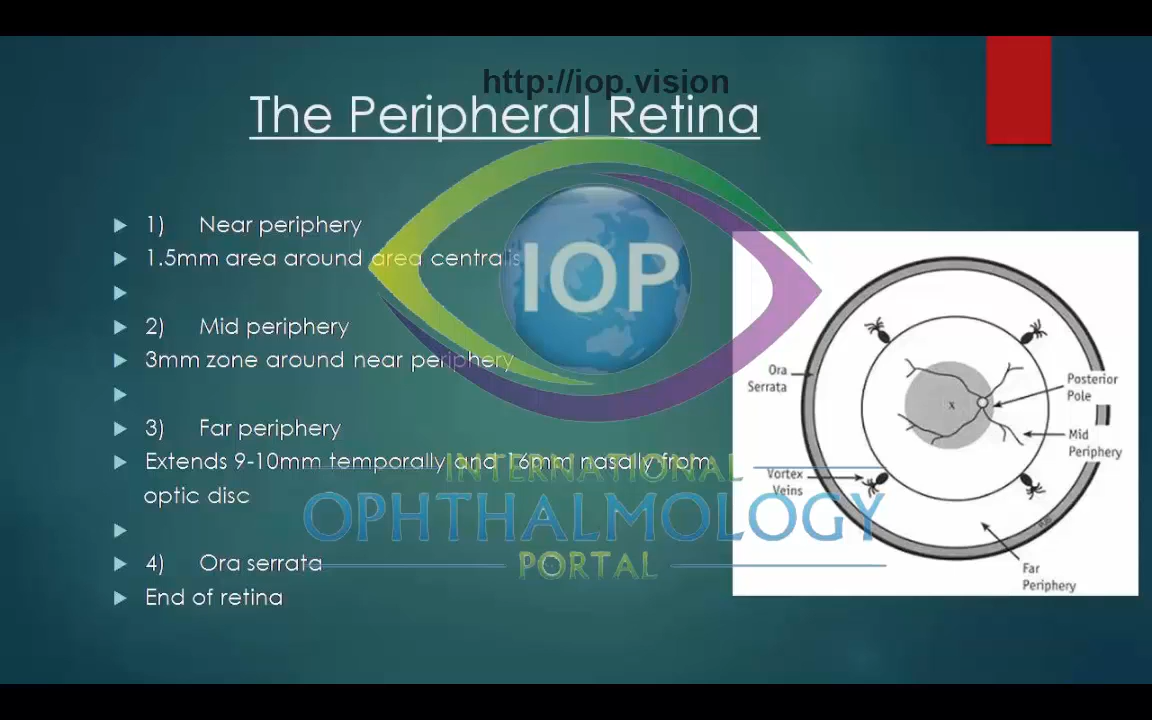 http://iop.vision
The Peripheral Retina
1) Near periphery
1.5mm area around area centralis
2) Mid periphery
3mm zone around near periphery
3) Far periphery
Extends 9-10mm temporally and 16mm nasally from
optic disc
4) Ora serrata
End of retina
IOP
INTERNATIONAL
OPHTHALMOLOGY
PORTAL
Ora
Serrata
x
Posterior
Pole
Mid
Periphery
Vortex
Veins
Far
Periphery